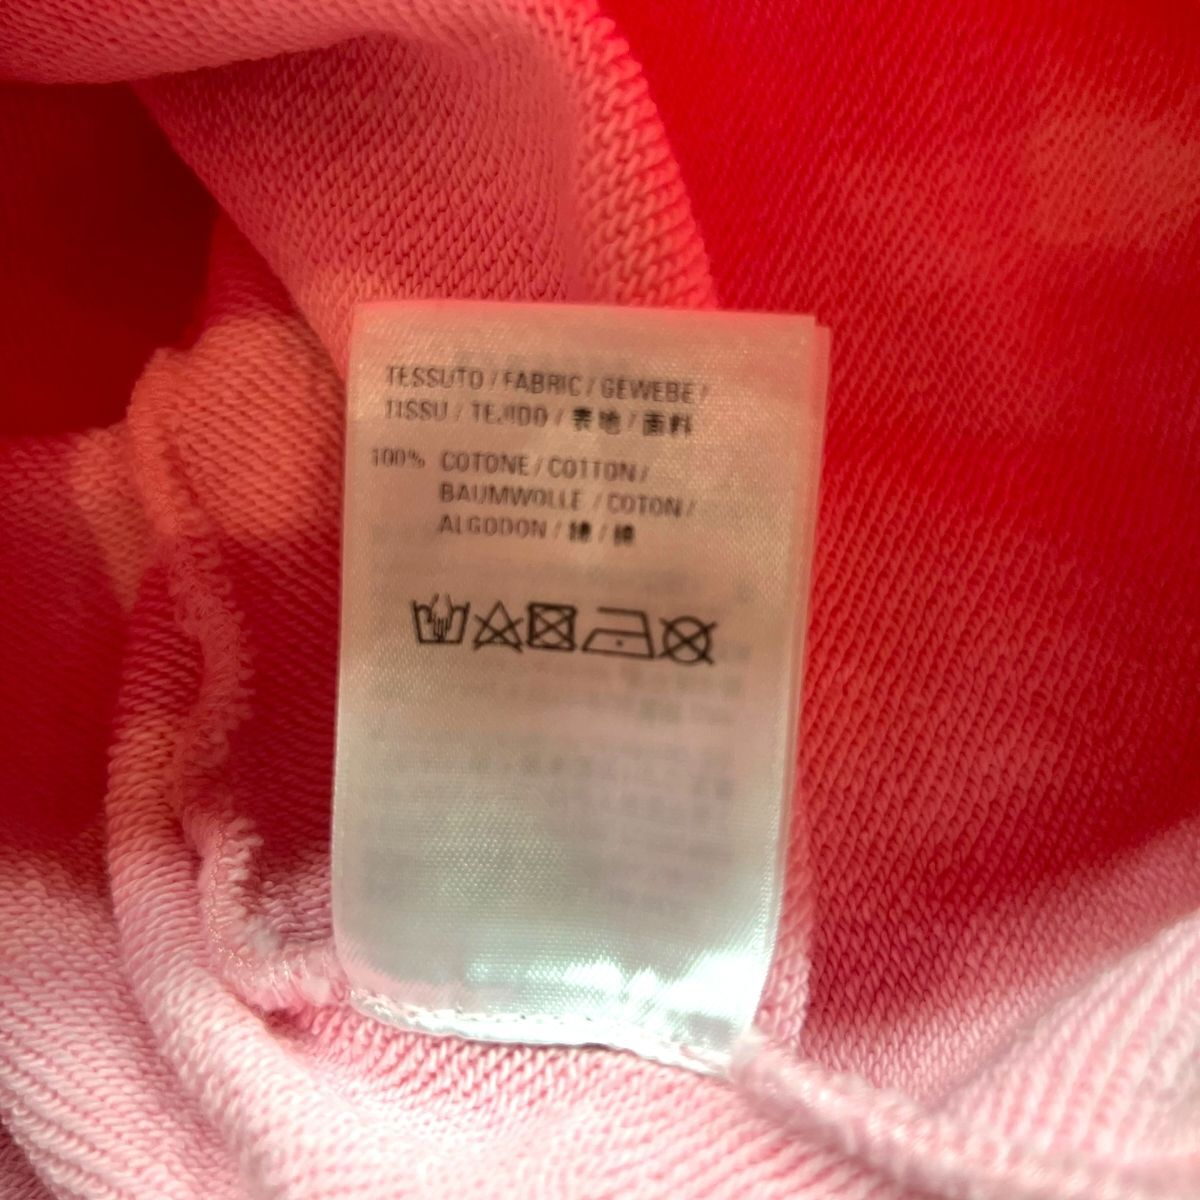 TESSUTO / FABRIC / GEWEBE /
TISSU / TEJIDO / 表地 / 面料
100% COTONE / COTTON /
BAUMWOLLE / COTON /
ALGODON / 綿 / 棉